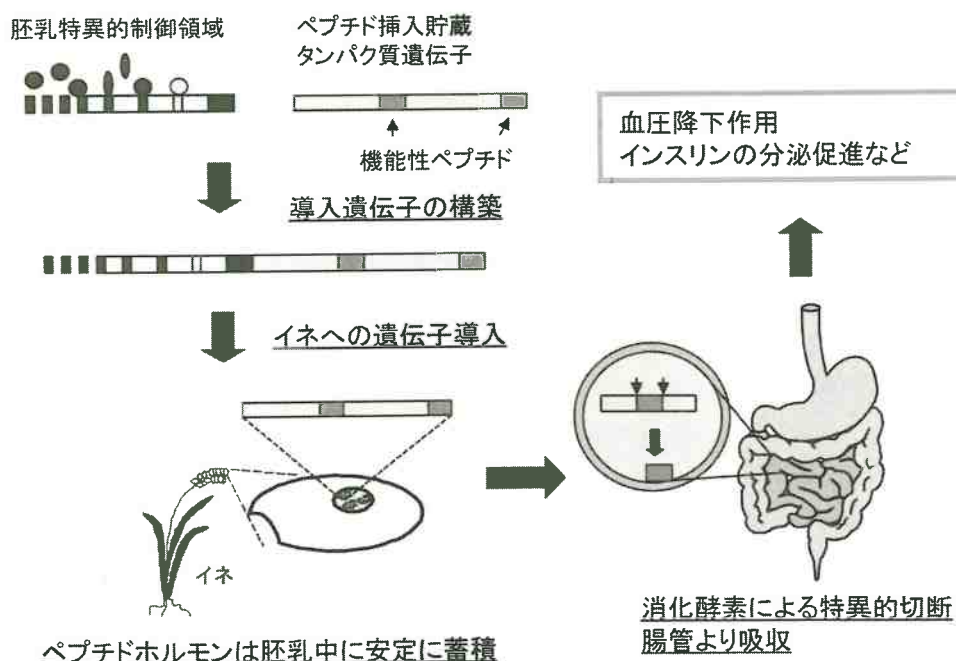 胚乳特異的制御領域
ペプチド挿入貯蔵
タンパク質遺伝子
機能性ペプチド
導入遺伝子の構築
イネへの遺伝子導入
イネ
ペプチドホルモンは胚乳中に安定に蓄積
血圧降下作用
インスリンの分泌促進など
消化酵素による特異的切断
腸管より吸収